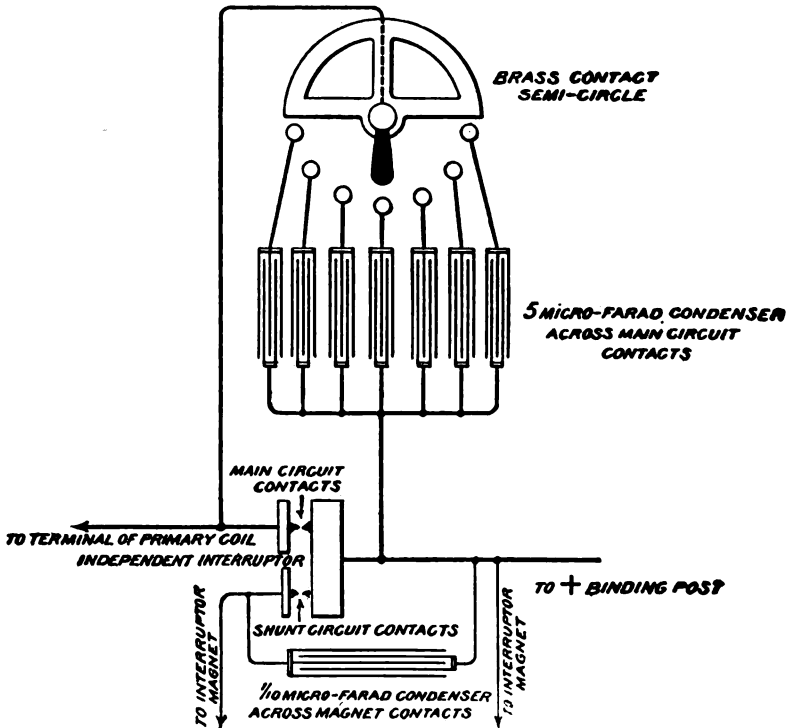 BRASS CONTACT
SEMI-CIRCLE
5 MICRO-FARAD CONDENSER
ACROSS MAIN CIRCUIT
CONTACTS
MAIN CIRCUIT
CONTACTS
TO TERMINAL OF PRIMARY COIL
INDEPENDENT INTERRUPTOR
TO + BINDING POST
SHUNT CIRCUIT CONTACTS
TO INTERRUPTOR
MAGNET
TO INTERRUPTOR
MAGNET
1/10 MICRO-FARAD CONDENSER
ACROSS MAGNET CONTACTS